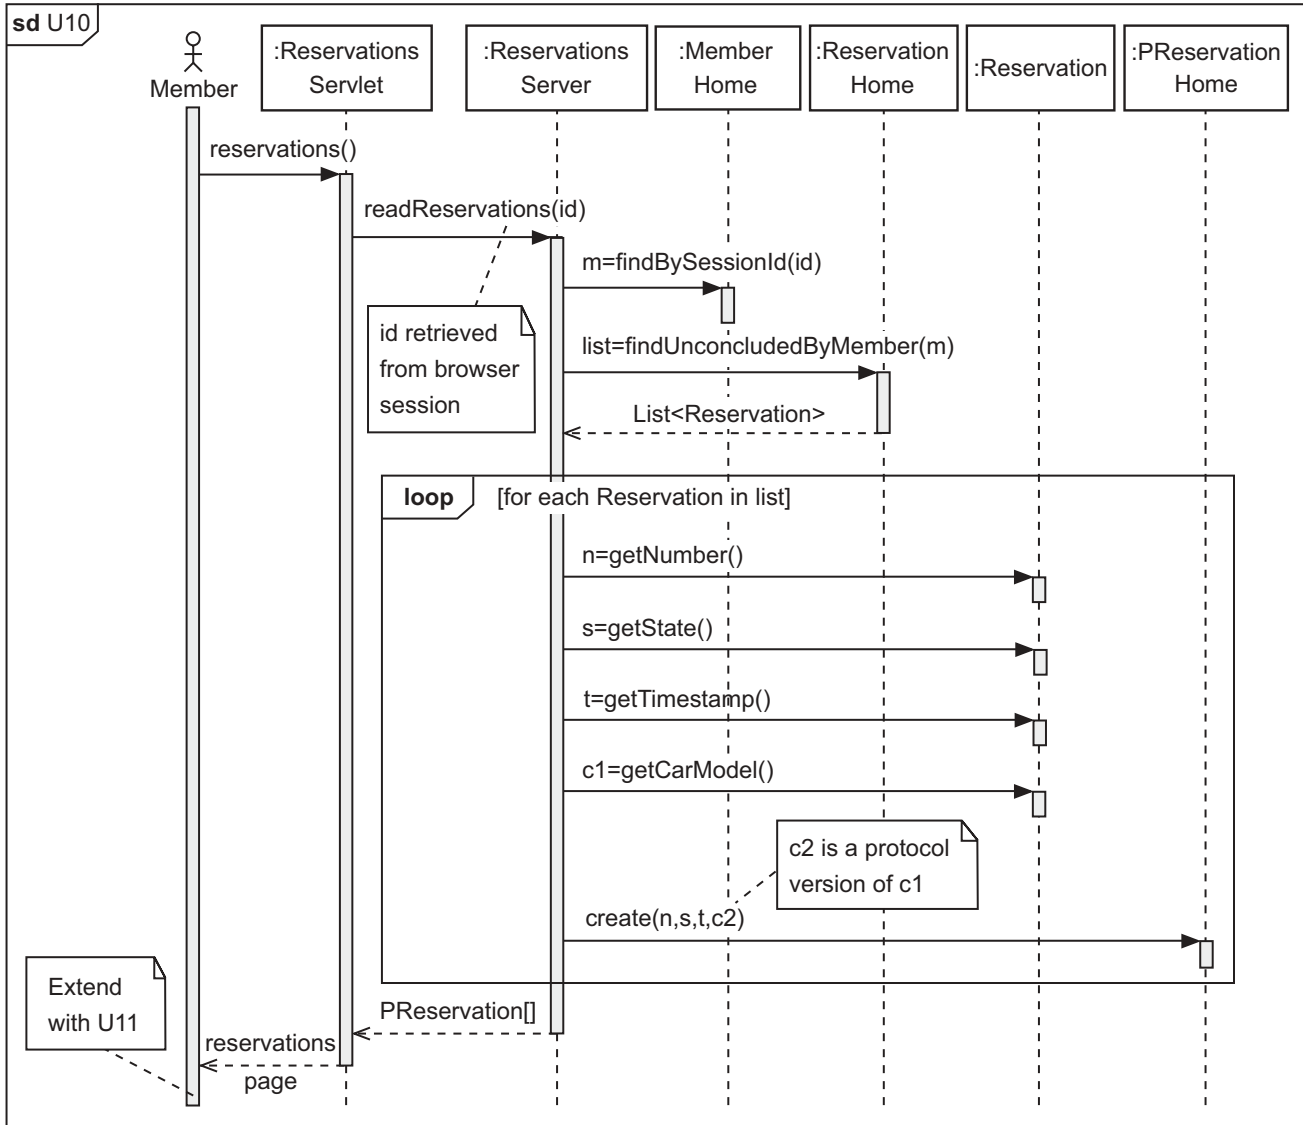 sd U10
Member
:Reservations
Servlet
:Reservations
Server
:Member
Home
:Reservation
Home
:Reservation
:PReservation
Home
reservations()
readReservations(id)
m=findBySessionId(id)
id retrieved
from browser
session
list=findUnconcludedByMember(m)
List<Reservation>
loop
[for each Reservation in list]
n=getNumber()
s=getState()
t=getTimestamp()
c1=getCarModel()
c2 is a protocol
version of c1
create(n,s,t,c2)
Extend
with U11
PReservation[]
reservations
page